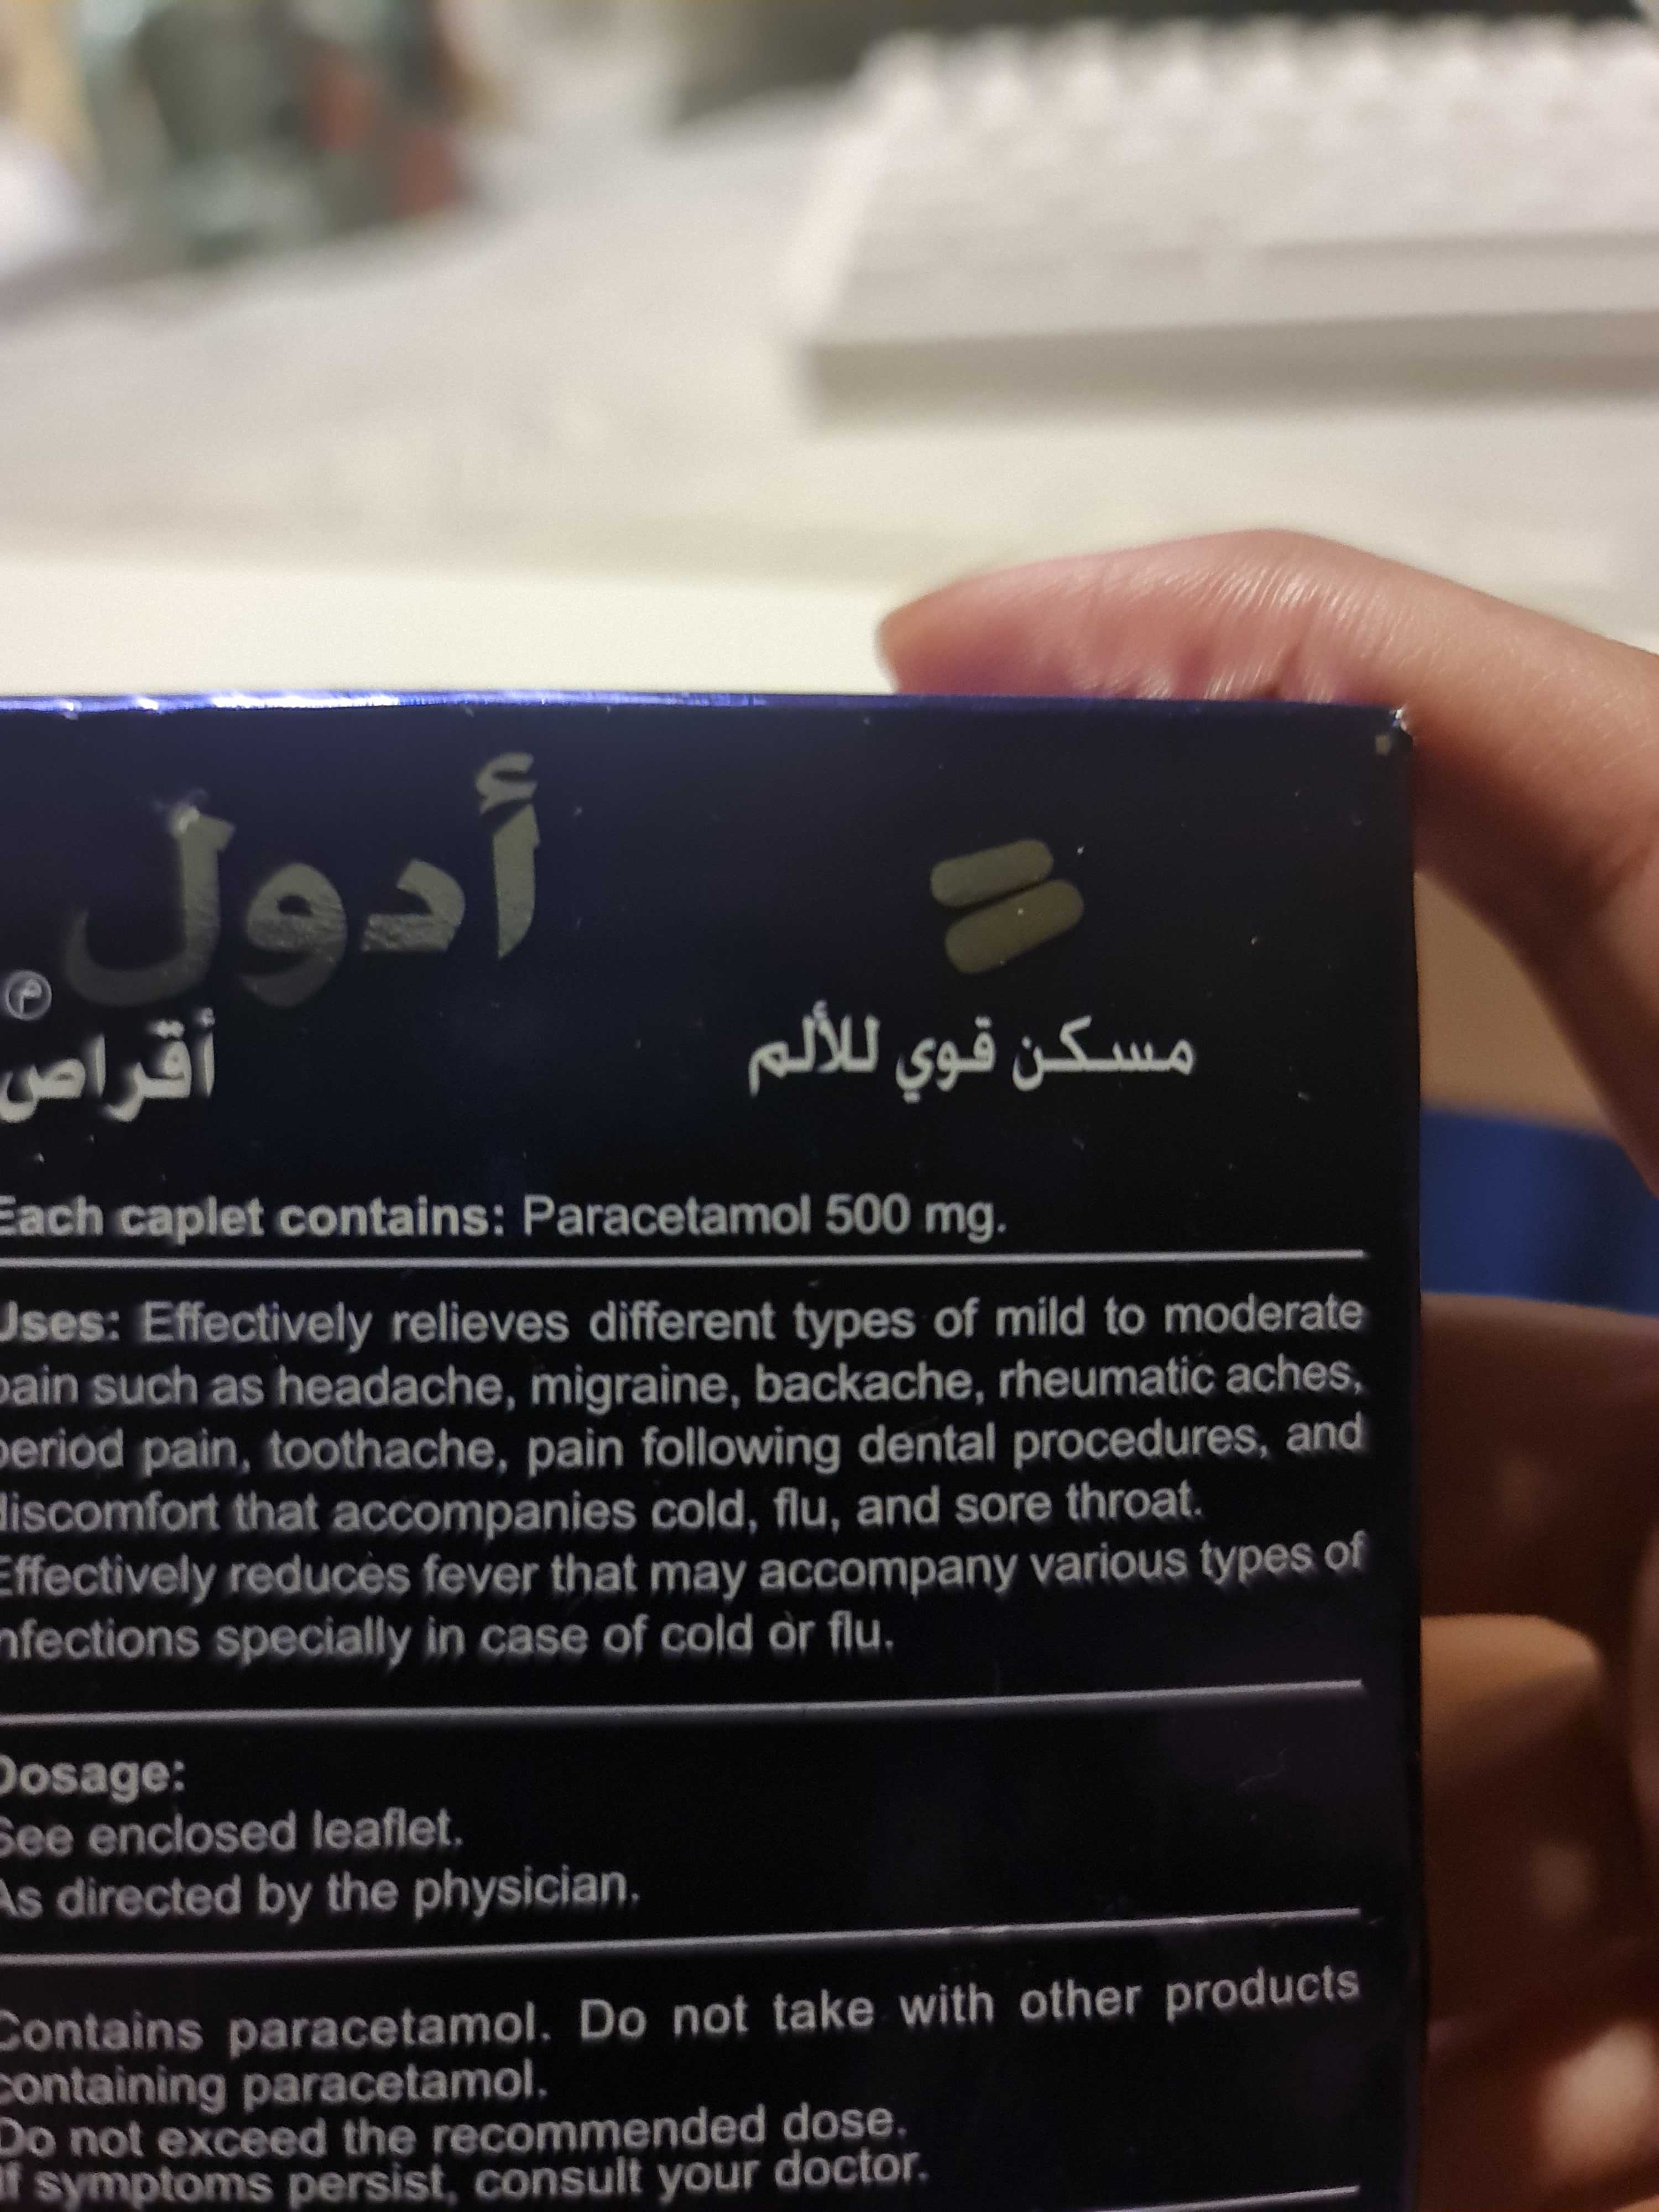 أدول
م
أقراص
مسكن قوي للألم
Each caplet contains: Paracetamol 500 mg.
Uses: Effectively relieves different types of mild to moderate
pain such as headache, migraine, backache, rheumatic aches,
period pain, toothache, pain following dental procedures, and
discomfort that accompanies cold, flu, and sore throat.
Effectively reduces fever that may accompany various types of
infections specially in case of cold or flu.
Dosage:
See enclosed leaflet.
As directed by the physician.
Contains paracetamol. Do not take with other products
containing paracetamol.
Do not exceed the recommended dose.
If symptoms persist, consult your doctor.